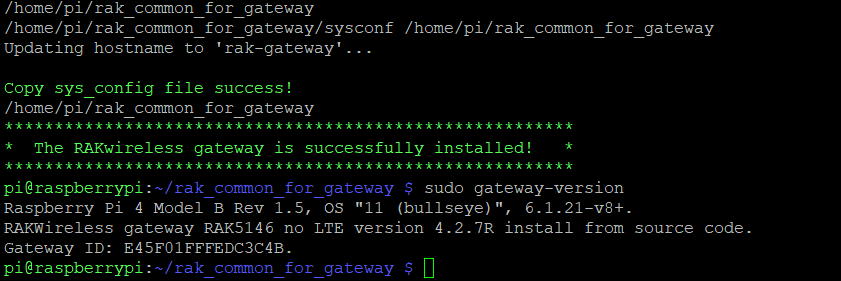 /home/pi/rak_common_for_gateway
/home/pi/rak_common_for_gateway/sysconf /home/pi/rak_common_for_gateway
Updating hostname to 'rak-gateway'...
Copy sys_config file success!
/home/pi/rak_common_for_gateway
*********************************************************
*  The RAKwireless gateway is successfully installed!   *
*********************************************************
pi@raspberrypi:~/rak_common_for_gateway $ sudo gateway-version
Raspberry Pi 4 Model B Rev 1.5, OS "11 (bullseye)", 6.1.21-v8+.
RAKWireless gateway RAK5146 no LTE version 4.2.7R install from source code.
Gateway ID: E45F01FFFEDC3C4B.
pi@raspberrypi:~/rak_common_for_gateway $